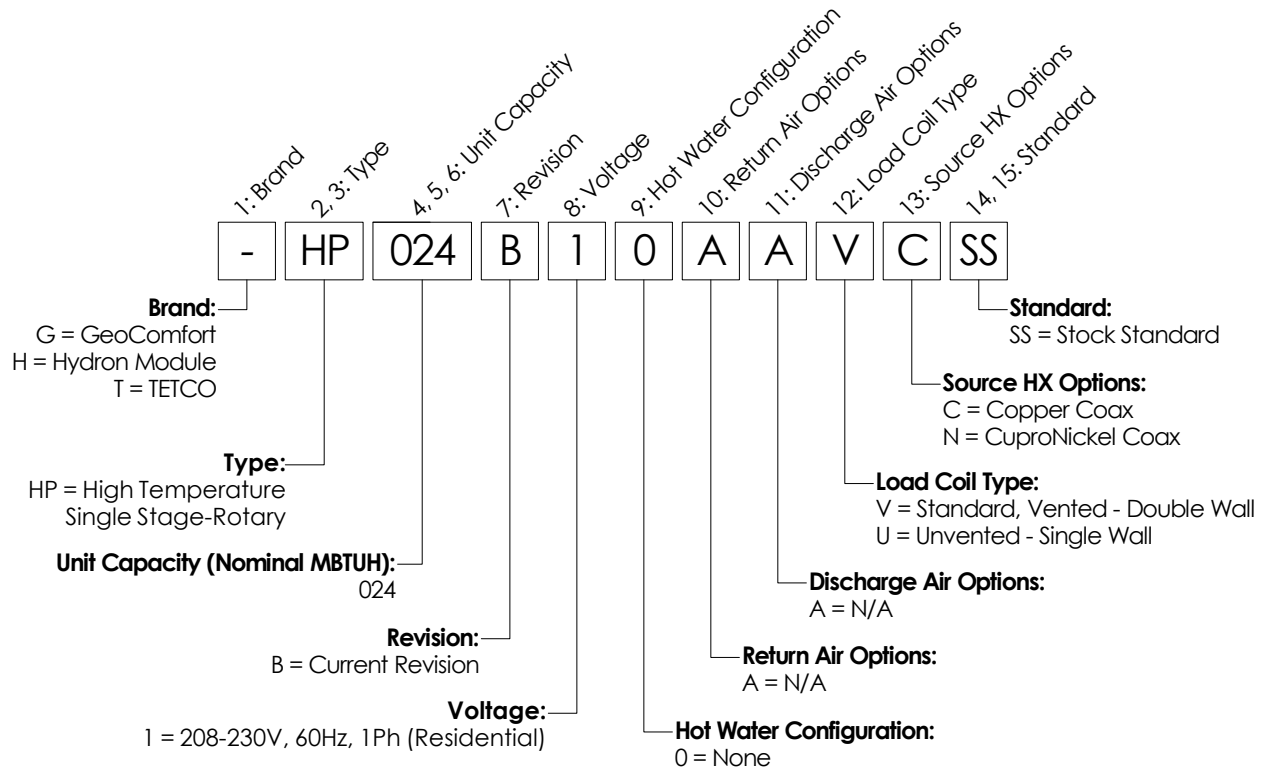 1: Brand
2, 3: Type
4, 5, 6: Unit Capacity
7: Revision
8: Voltage
9: Hot Water Configuration
10: Return Air Options
11: Discharge Air Options
12: Load Coil Type
13: Source HX Options
14, 15: Standard
- HP 024 B 1 0 A A V C SS
Brand:
G = GeoComfort
H = Hydron Module
T = TETCO
Type:
HP = High Temperature
Single Stage-Rotary
Unit Capacity (Nominal MBTUH):
024
Revision:
B = Current Revision
Voltage:
1 = 208-230V, 60Hz, 1Ph (Residential)
Standard:
SS = Stock Standard
Source HX Options:
C = Copper Coax
N = CuproNickel Coax
Load Coil Type:
V = Standard, Vented - Double Wall
U = Unvented - Single Wall
Discharge Air Options:
A = N/A
Return Air Options:
A = N/A
Hot Water Configuration:
0 = None